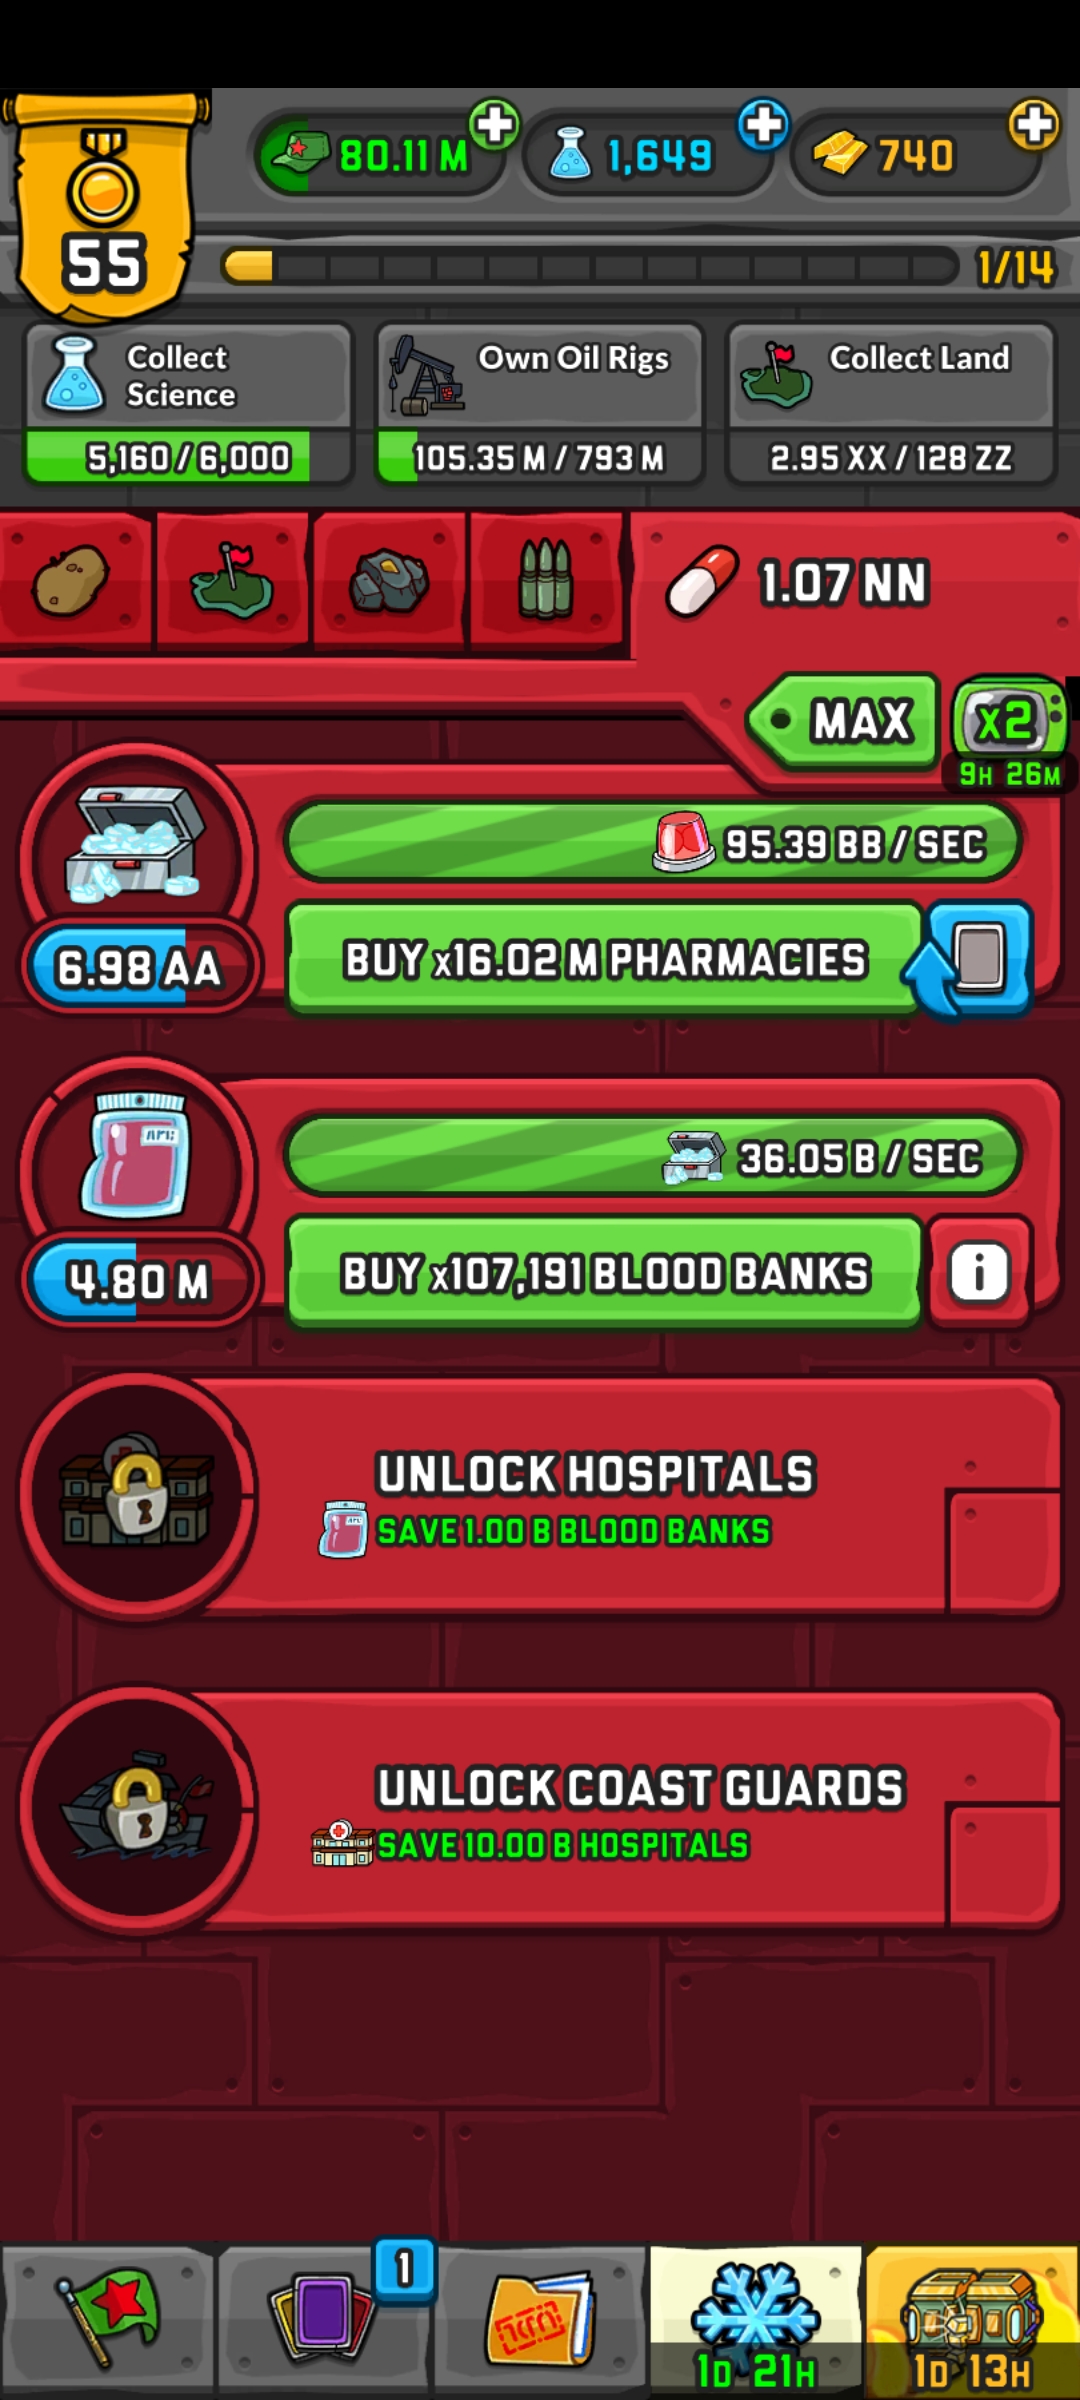 55
80.11 M
1,649
740
1/14
Collect
Science
5,160 / 6,000
Own Oil Rigs
105.35 M / 793 M
Collect Land
2.95 XX / 128 ZZ
1.07 NN
MAX
x2
9H 26M
95.39 BB / SEC
6.98 AA
BUY x16.02 M PHARMACIES
36.05 B / SEC
4.80 M
BUY x107,191 BLOOD BANKS
i
UNLOCK HOSPITALS
SAVE 1.00 B BLOOD BANKS
UNLOCK COAST GUARDS
SAVE 10.00 B HOSPITALS
1
1D 21H
1D 13H